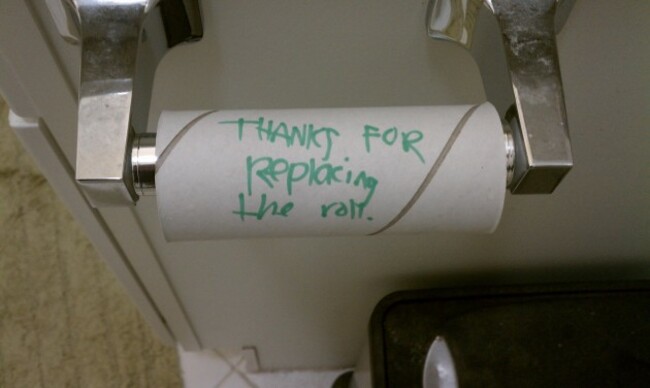 THANKS FOR
Replacing
the roll.